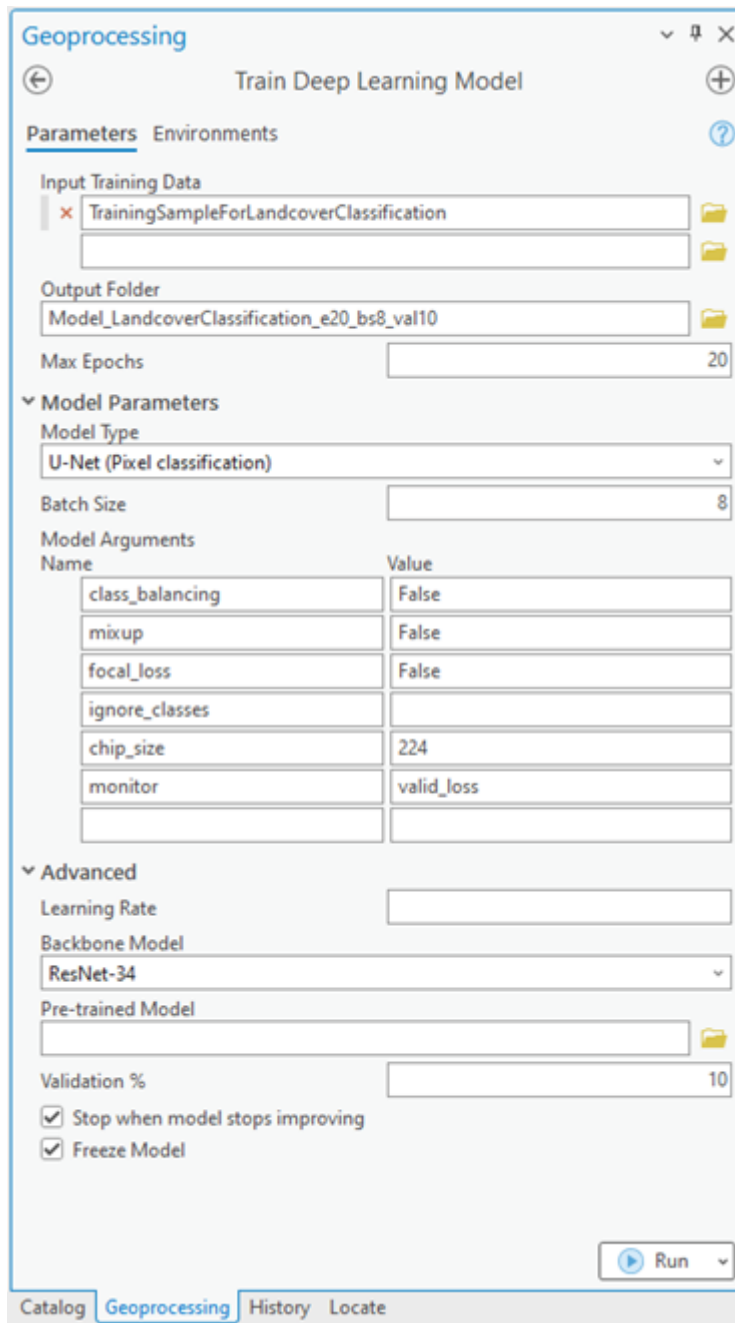 Geoprocessing
Train Deep Learning Model
Parameters Environments
Input Training Data
TrainingSampleForLandcoverClassification
Output Folder
Model_LandcoverClassification_e20_bs8_val10
Max Epochs 20
Model Parameters
Model Type
U-Net (Pixel classification)
Batch Size 8
Model Arguments
Name Value
class_balancing False
mixup False
focal_loss False
ignore_classes
chip_size 224
monitor valid_loss
Advanced
Learning Rate
Backbone Model
ResNet-34
Pre-trained Model
Validation % 10
Stop when model stops improving
Freeze Model
Run
Catalog Geoprocessing History Locate